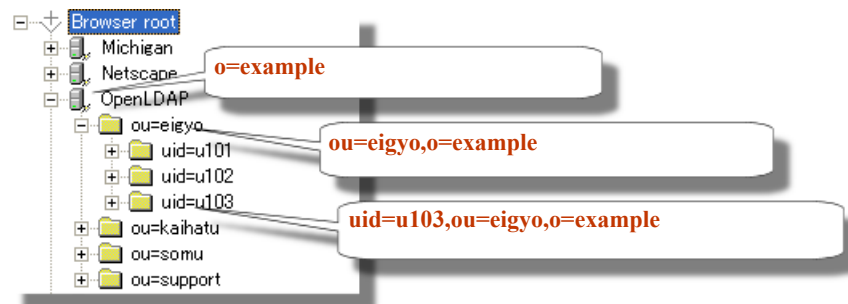 Browser root
Michigan
Netscape
o=example
OpenLDAP
ou=eigyo
ou=eigyo,o=example
uid=u101
uid=u102
uid=u103
uid=u103,ou=eigyo,o=example
ou=kaihatu
ou=somu
ou=support